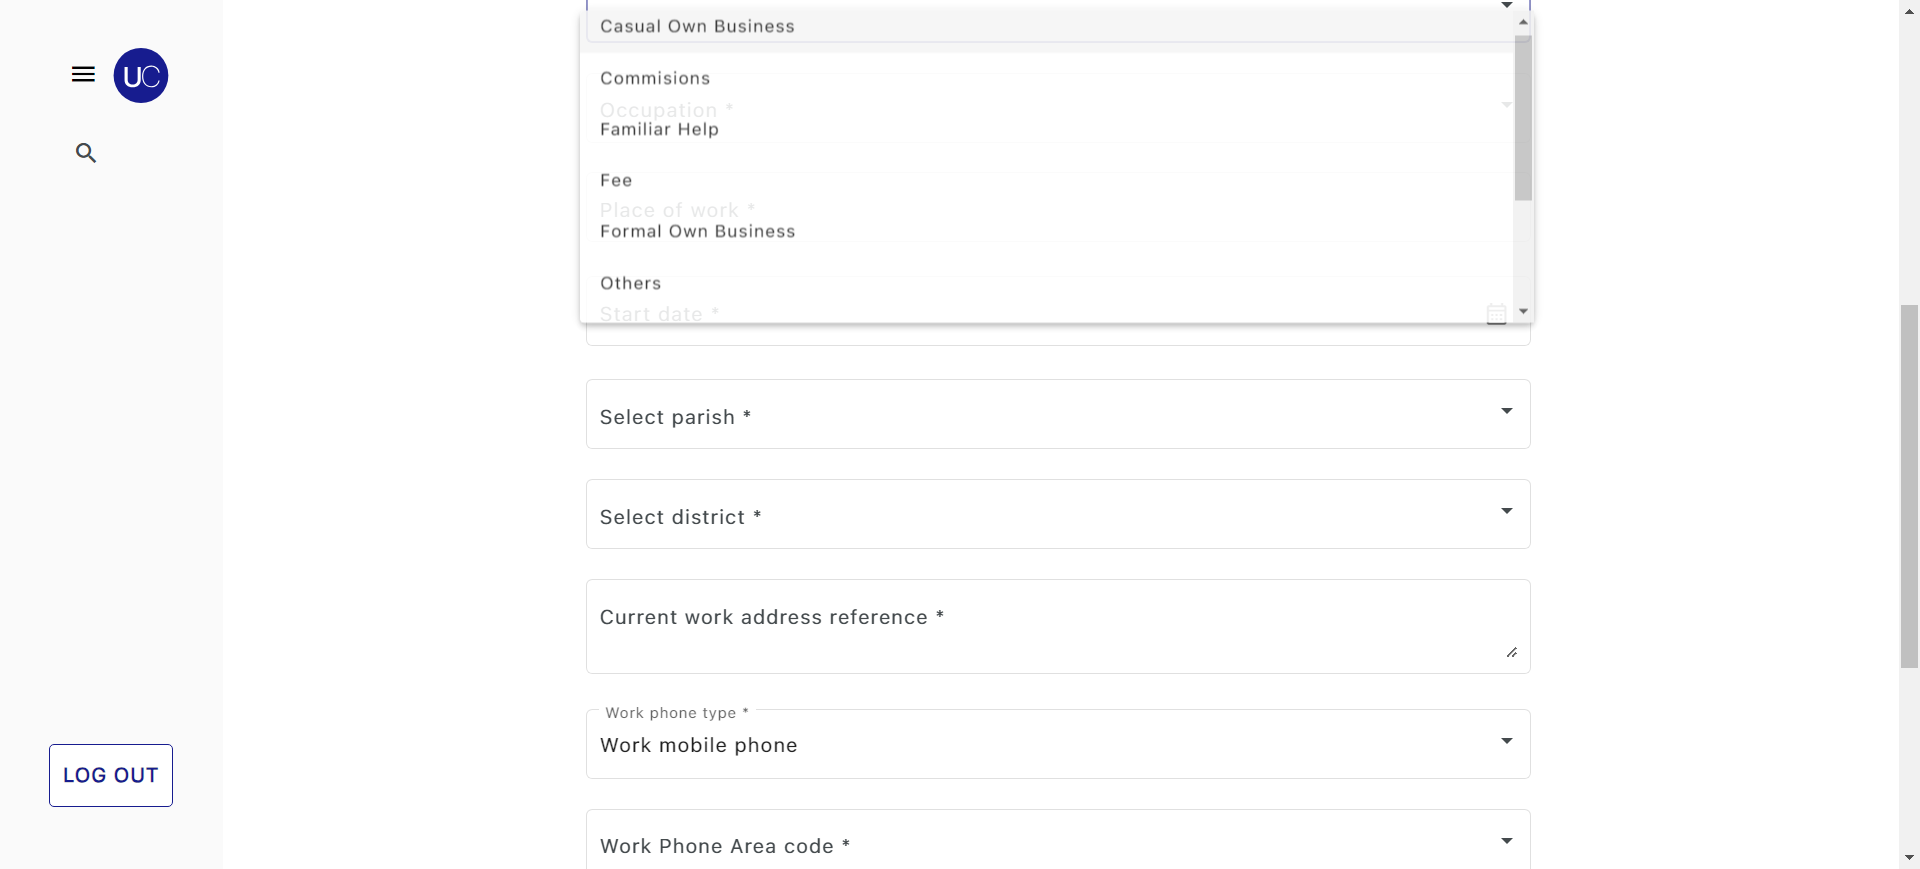 UC
Casual Own Business
Commisions
Occupation *
Familiar Help
Fee
Place of work *
Formal Own Business
Others
Start date *
Select parish *
Select district *
Current work address reference *
Work phone type *
Work mobile phone
Work Phone Area code *
LOG OUT